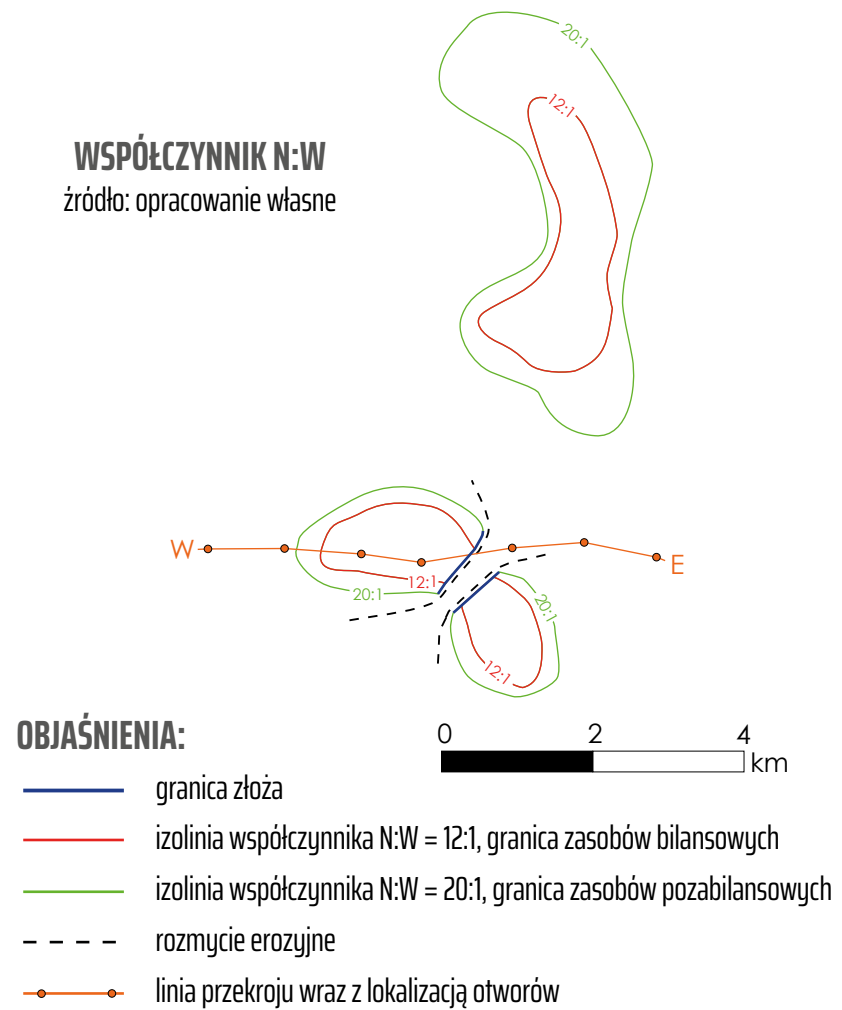 20:1
12:1
WSPÓŁCZYNNIK N:W
źródło: opracowanie własne
W
E
12:1
20:1
20:1
12:1
OBJAŚNIENIA:
0 2 4
km
granica złoża
izolinia współczynnika N:W = 12:1, granica zasobów bilansowych
izolinia współczynnika N:W = 20:1, granica zasobów pozabilansowych
rozmycie erozyjne
linia przekroju wraz z lokalizacją otworów